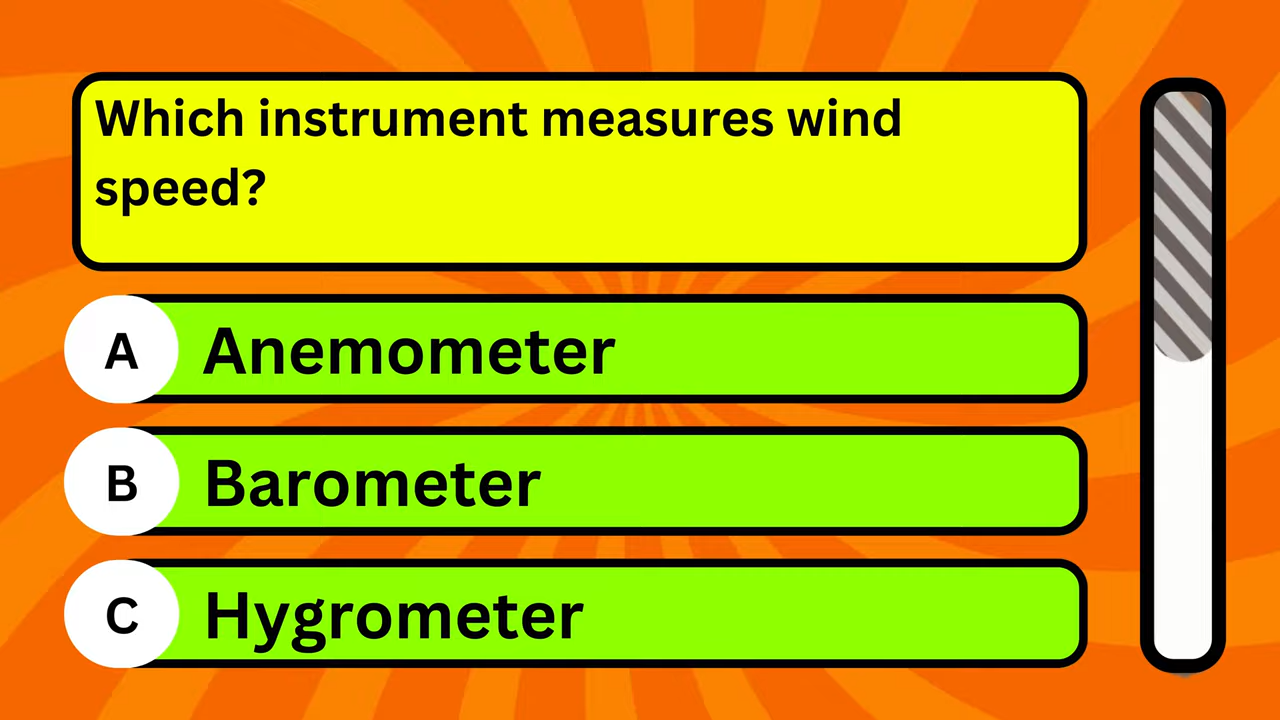 Which instrument measures wind
speed?
A Anemometer
B Barometer
C Hygrometer